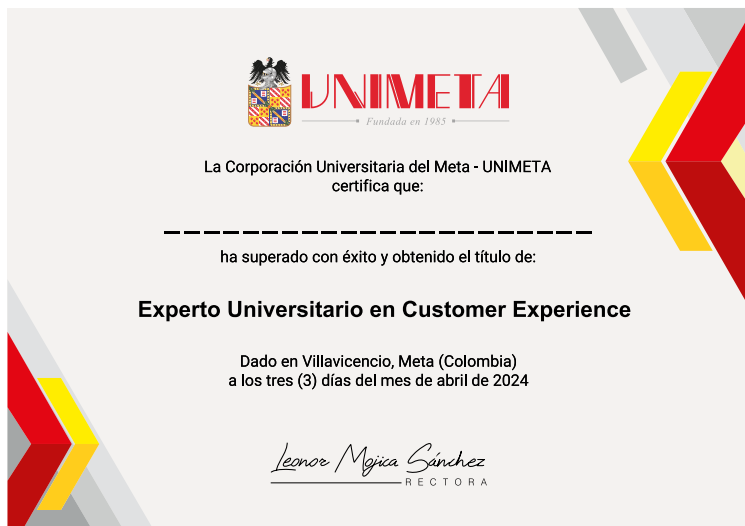 UNIMETA
Fundada en 1985
La Corporación Universitaria del Meta - UNIMETA
certifica que:
ha superado con éxito y obtenido el título de:
Experto Universitario en Customer Experience
Dado en Villavicencio, Meta (Colombia)
a los tres (3) días del mes de abril de 2024
Leonor Mojica Sánchez
RECTORA